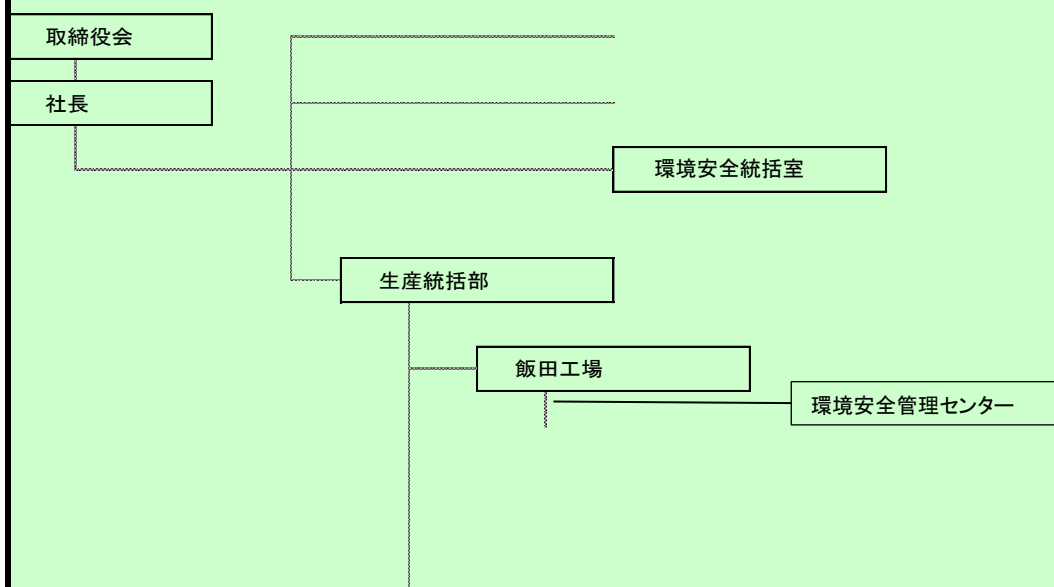 取締役会
社長
環境安全統括室
生産統括部
飯田工場
環境安全管理センター